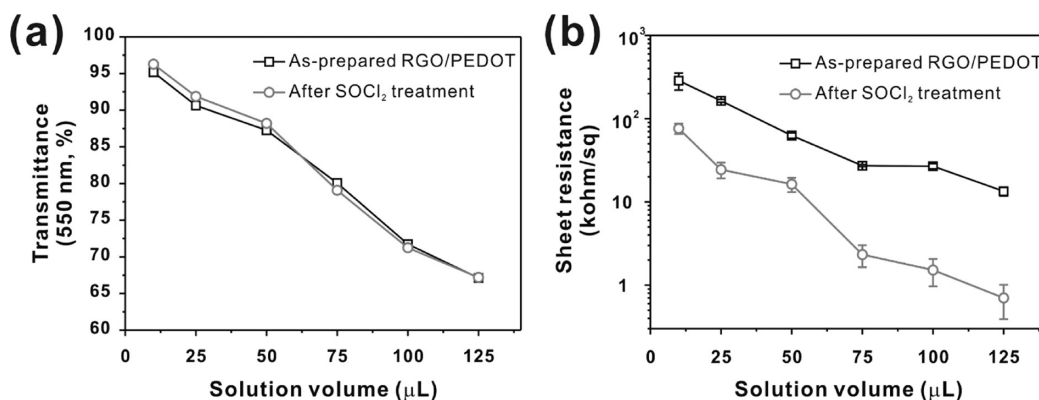 (a)
100
95
90
85
80
75
70
65
60
Transmittance
(550 nm, %)
As-prepared RGO/PEDOT
After SOCl₂ treatment
0 25 50 75 100 125
Solution volume (μL)
(b)
10³
10²
10
1
Sheet resistance
(kohm/sq)
As-prepared RGO/PEDOT
After SOCl₂ treatment
0 25 50 75 100 125
Solution volume (μL)